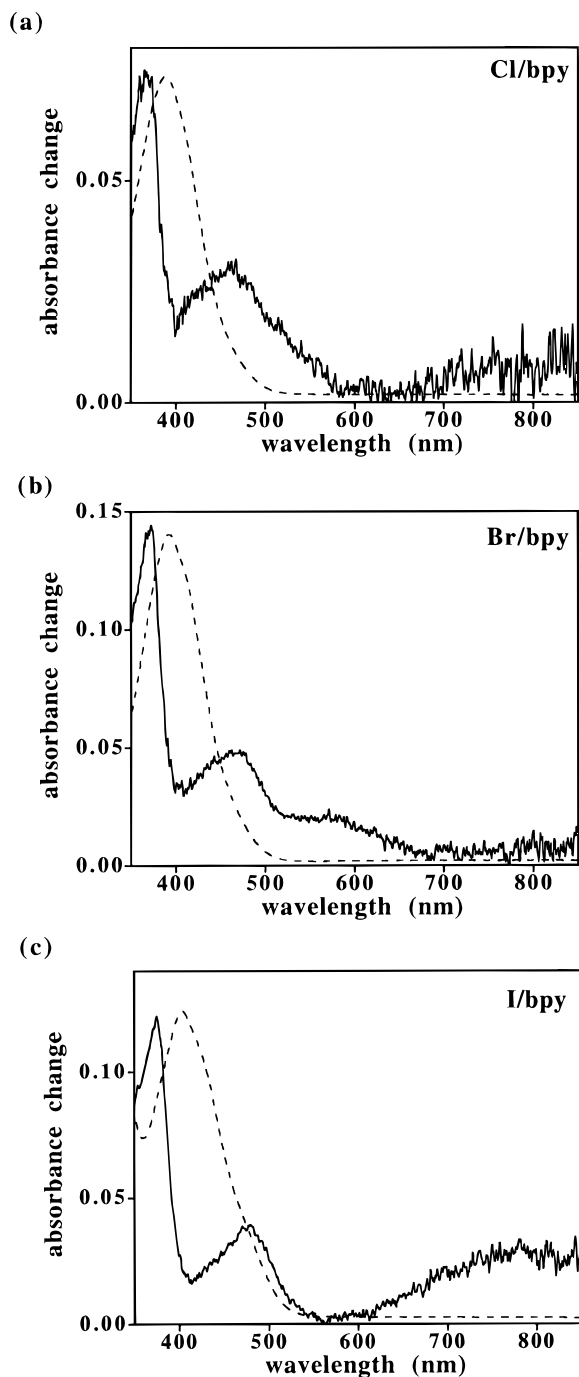 (a)
Cl/bpy
absorbance change
0.05
0.00
400 500 600 700 800
wavelength (nm)
(b)
Br/bpy
absorbance change
0.15
0.10
0.05
0.00
400 500 600 700 800
wavelength (nm)
(c)
I/bpy
absorbance change
0.10
0.05
0.00
400 500 600 700 800
wavelength (nm)